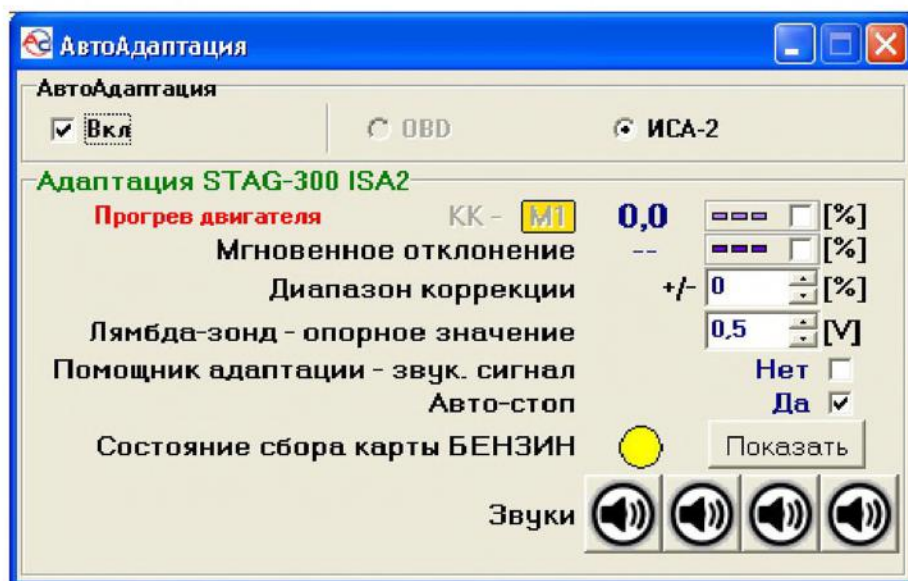 АвтоАдаптация
АвтоАдаптация
Вкл OBD ИСА-2
Адаптация STAG-300 ISA2
Прогрев двигателя КК - М1 0,0 --- [%]
Мгновенное отклонение -- --- [%]
Диапазон коррекции +/- 0 [%]
Лямбда-зонд - опорное значение 0,5 [V]
Помощник адаптации - звук. сигнал Нет
Авто-стоп Да
Состояние сбора карты БЕНЗИН Показать
Звуки